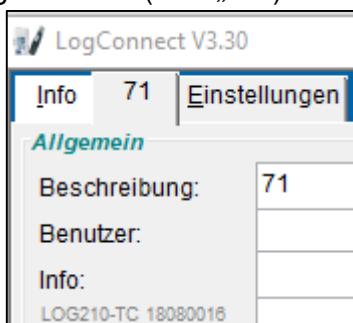 LogConnect V3.30
Info 71 Einstellungen
Allgemein
Beschreibung: 71
Benutzer:
Info:
LOG210-TC 18080016